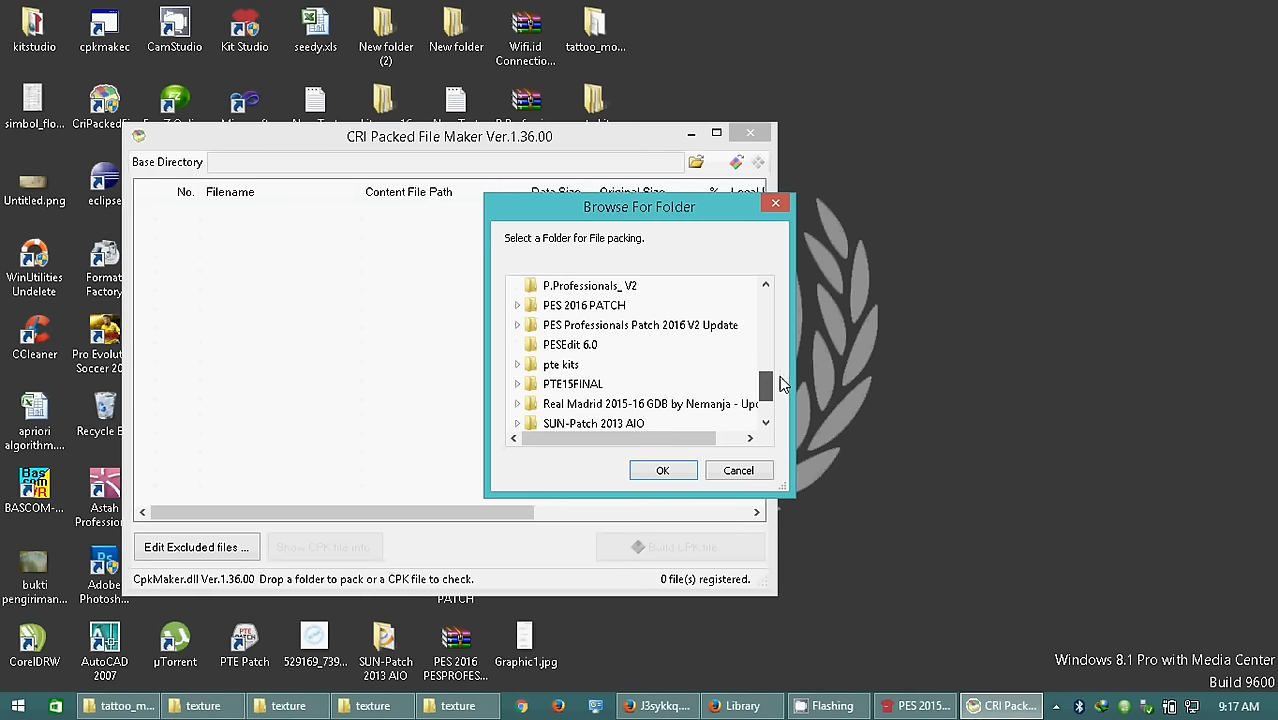 kitstudio
cpkmakec
CamStudio
Kit Studio
seedy.xls
New folder
(2)
New folder
Wifi.id
Connectio...
tattoo_mo...
simbol_flo...
CriPackedFi
CRI Packed File Maker Ver.1.36.00
Base Directory
No.
Filename
Content File Path
Data Size
Original Size
%
Browse For Folder
Select a Folder for File packing.
P.Professionals_ V2
PES 2016 PATCH
PES Professionals Patch 2016 V2 Update
PESEdit 6.0
pte kits
PTE15FINAL
Real Madrid 2015-16 GDB by Nemanja - Upd
SUN-Patch 2013 AIO
OK
Cancel
Edit Excluded files ...
Show CPK file info
Build CPK file
CpkMaker.dll Ver.1.36.00 Drop a folder to pack or a CPK file to check.
0 file(s) registered.
Untitled.png
eclipse
WinUtilities
Undelete
Format
Factory
CCleaner
Pro Evolut
Soccer 20
apriori
algorithm....
Recycle B
BASCOM-...
Astah
Profession
bukti
pengiriman...
Adobe
Photosh...
PATCH
CorelDRW
AutoCAD
2007
µTorrent
PTE Patch
529169_739...
SUN-Patch
2013 AIO
PES 2016
PESPROFES...
Graphic1.jpg
Windows 8.1 Pro with Media Center
Build 9600
tattoo_m...
texture
texture
texture
texture
J3sykkq....
Library
Flashing
PES 2015...
CRI Pack...
9:17 AM